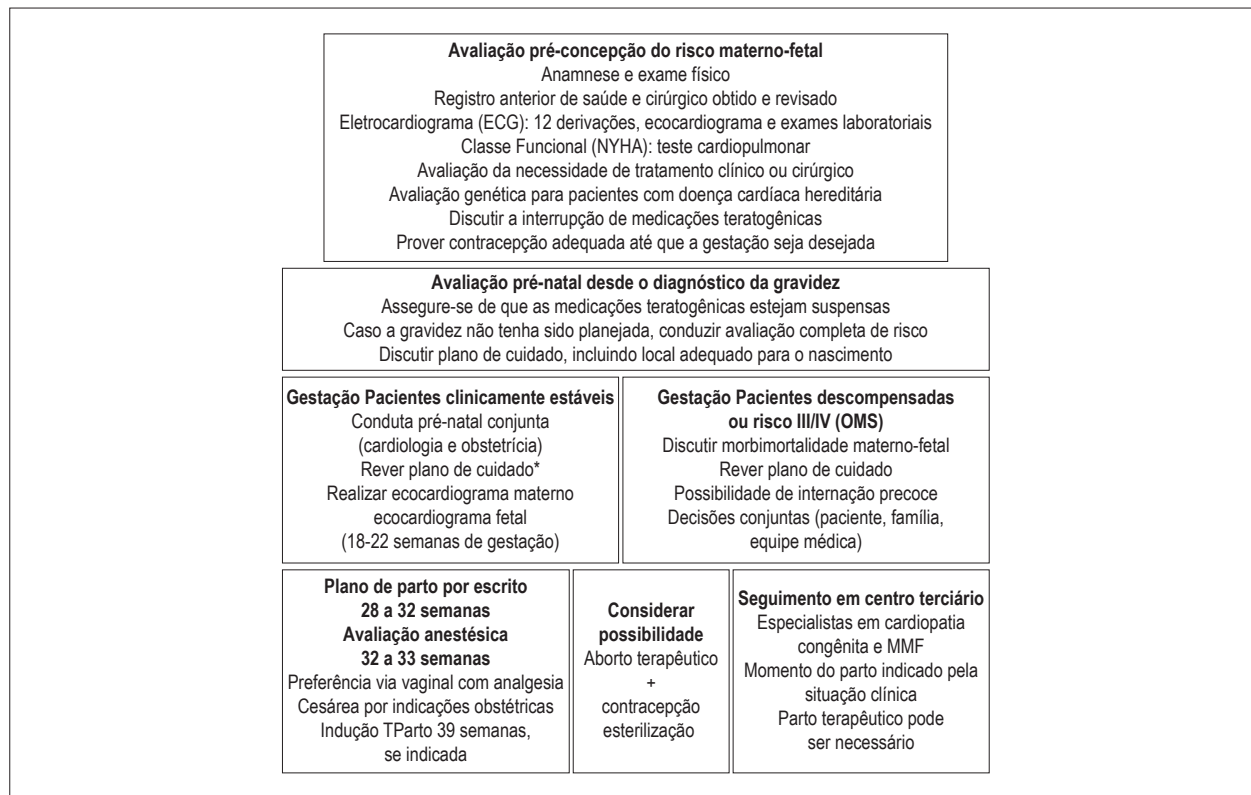 Avaliação pré-concepção do risco materno-fetal
Anamnese e exame físico
Registro anterior de saúde e cirúrgico obtido e revisado
Eletrocardiograma (ECG): 12 derivações, ecocardiograma e exames laboratoriais
Classe Funcional (NYHA): teste cardiopulmonar
Avaliação da necessidade de tratamento clínico ou cirúrgico
Avaliação genética para pacientes com doença cardíaca hereditária
Discutir a interrupção de medicações teratogênicas
Prover contracepção adequada até que a gestação seja desejada
Avaliação pré-natal desde o diagnóstico da gravidez
Assegure-se de que as medicações teratogênicas estejam suspensas
Caso a gravidez não tenha sido planejada, conduzir avaliação completa de risco
Discutir plano de cuidado, incluindo local adequado para o nascimento
Gestação Pacientes clinicamente estáveis
Conduta pré-natal conjunta
(cardiologia e obstetrícia)
Rever plano de cuidado*
Realizar ecocardiograma materno
ecocardiograma fetal
(18-22 semanas de gestação)
Gestação Pacientes descompensadas
ou risco III/IV (OMS)
Discutir morbimortalidade materno-fetal
Rever plano de cuidado
Possibilidade de internação precoce
Decisões conjuntas (paciente, família,
equipe médica)
Plano de parto por escrito
28 a 32 semanas
Avaliação anestésica
32 a 33 semanas
Preferência via vaginal com analgesia
Cesárea por indicações obstétricas
Indução TParto 39 semanas,
se indicada
Considerar
possibilidade
Aborto terapêutico
+
contracepção
esterilização
Seguimento em centro terciário
Especialistas em cardiopatia
congênita e MMF
Momento do parto indicado pela
situação clínica
Parto terapêutico pode
ser necessário